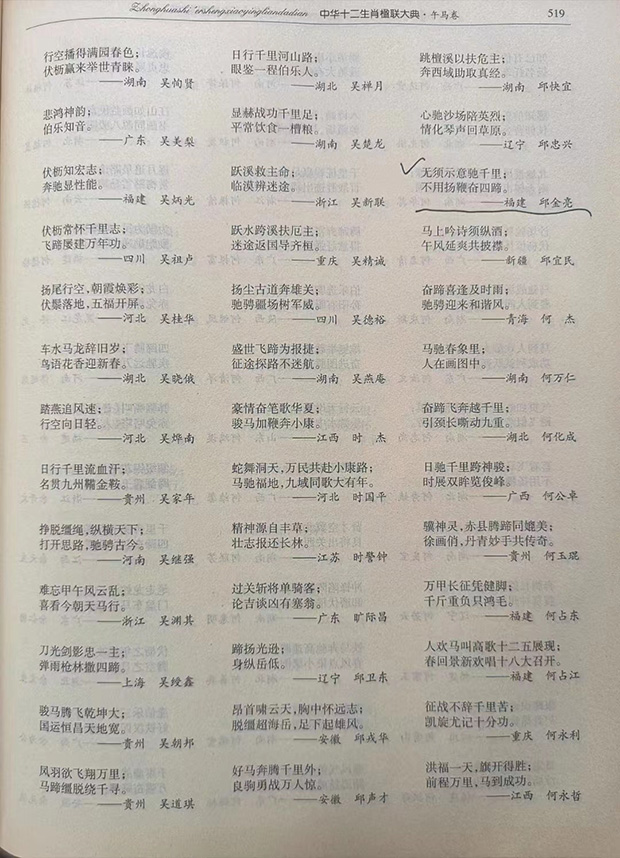 Zhonghuashi'ershengxiaoyingliandadian · 中华十二生肖楹联大典·午马卷
519
行空播得满园春色；
伏枥赢来举世青睐。
——湖南 吴恂贤
悲鸿神韵；
伯乐知音。
——广东 吴美梨
伏枥知宏志；
奔驰显性能。
——福建 吴炳光
伏枥常怀千里志；
飞蹄屡建万年功。
——四川 吴祖卢
扬尾行空，朝霞焕彩；
伏鬃落地，五福开屏。
——河北 吴桂华
车水马龙辞旧岁；
鸟语花香迎新春。
——湖北 吴晓俄
踏燕追风速；
行空向日轻。
——河北 吴烨南
日行千里流血汗；
名贯九州鞴金鞍。
——贵州 吴家年
挣脱缰绳，纵横天下；
打开思路，驰骋古今。
——河南 吴继强
难忘甲午风云乱；
喜看今朝天马行。
——浙江 吴渊其
刀光剑影忠一主；
弹雨枪林撒四蹄。
——上海 吴绶鑫
骏马腾飞乾坤大；
国运恒昌天地宽。
——贵州 吴朝邦
风羽欲飞翔万里；
马蹄缰脱绕千寻。
——贵州 吴道琪
日行千里河山路；
眼鉴一程伯乐人。
——湖北 吴禅月
显赫战功千里足；
平常饮食一槽粮。
——湖南 吴楚龙
跃溪救主命；
临漠辨迷途。
——浙江 吴新联
跃水跨溪扶厄主；
迷途返国导齐桓。
——重庆 吴精诚
扬尘古道奔雄关；
驰骋疆场树军威。
——四川 吴德裕
盛世飞蹄为报捷；
征途探路不迷航。
——湖南 吴燕庵
豪情奋笔歌华夏；
骏马加鞭奔小康。
——江西 时 杰
蛇舞洞天，万民共赴小康路；
马驰福地，九域同歌大有年。
——河北 时国平
精神源自丰草；
壮志报还长林。
——江苏 时警钟
过关斩将单骑客；
论吉谈凶有塞翁。
——广东 旷际昌
蹄扬光逊；
身纵岳低。
——辽宁 邱卫东
昂首啸云天，胸中怀远志；
脱缰超海岳，足下起雄风。
——安徽 邱戎华
好马奔腾千里外；
良驹勇战万人惊。
——安徽 邱声才
跳檀溪以扶危主；
奔西域助取真经。
——湖南 邱快宜
心驰沙场陪英烈；
情化琴声回草原。
——辽宁 邱忠兴
无须示意驰千里；
不用扬鞭奋四蹄。
——福建 邱金亮
马上吟诗须纵酒；
午风延爽共披襟。
——新疆 邱宜民
奋蹄喜逢及时雨；
驰骋迎来和谐风。
——青海 何 杰
马驰春象里；
人在画图中。
——湖南 何万仁
奋蹄飞奔越千里；
引颈长嘶动九重。
——湖北 何化成
日驰千里跨神骏；
时展双眸览俊峰。
——广西 何公卓
骥神灵，赤县腾蹄同媲美；
徐画俏，丹青妙手共传奇。
——贵州 何玉琨
万甲长征凭健脚；
千斤重负只鸿毛。
——福建 何占东
人欢马叫高歌十二五展现；
春回景新欢唱十八大召开。
——福建 何占江
征战不辞千里苦；
凯旋尤记十分功。
——重庆 何永利
洪福一天，旗开得胜；
前程万里，马到成功。
——江西 何永哲